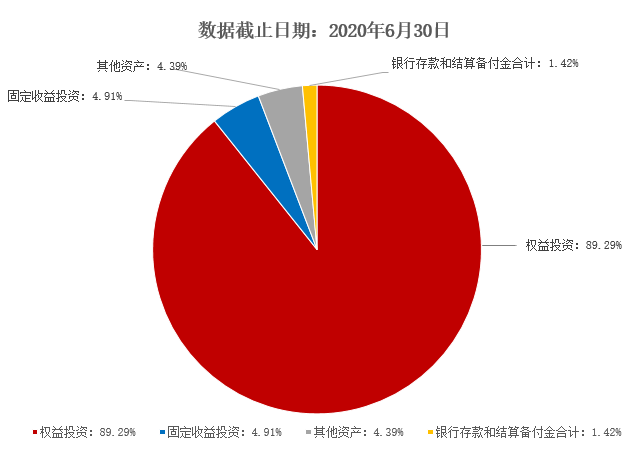 数据截止日期：2020年6月30日
其他资产：4.39%
银行存款和结算备付金合计：1.42%
固定收益投资：4.91%
权益投资：89.29%
权益投资：89.29% 固定收益投资：4.91% 其他资产：4.39% 银行存款和结算备付金合计：1.42%